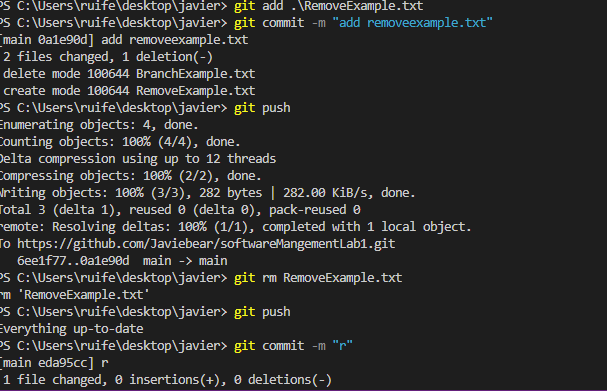 PS C:\Users\ruife\desktop\javier> git add .\RemoveExample.txt
PS C:\Users\ruife\desktop\javier> git commit -m "add removeexample.txt"
[main 0a1e90d] add removeexample.txt
2 files changed, 1 deletion(-)
delete mode 100644 BranchExample.txt
create mode 100644 RemoveExample.txt
PS C:\Users\ruife\desktop\javier> git push
Enumerating objects: 4, done.
Counting objects: 100% (4/4), done.
Delta compression using up to 12 threads
Compressing objects: 100% (2/2), done.
Writing objects: 100% (3/3), 282 bytes | 282.00 KiB/s, done.
Total 3 (delta 1), reused 0 (delta 0), pack-reused 0
remote: Resolving deltas: 100% (1/1), completed with 1 local object.
To https://github.com/Javiebear/softwareMangementLab1.git
6ee1f77..0a1e90d  main -> main
PS C:\Users\ruife\desktop\javier> git rm RemoveExample.txt
rm 'RemoveExample.txt'
PS C:\Users\ruife\desktop\javier> git push
Everything up-to-date
PS C:\Users\ruife\desktop\javier> git commit -m "r"
[main eda95cc] r
1 file changed, 0 insertions(+), 0 deletions(-)